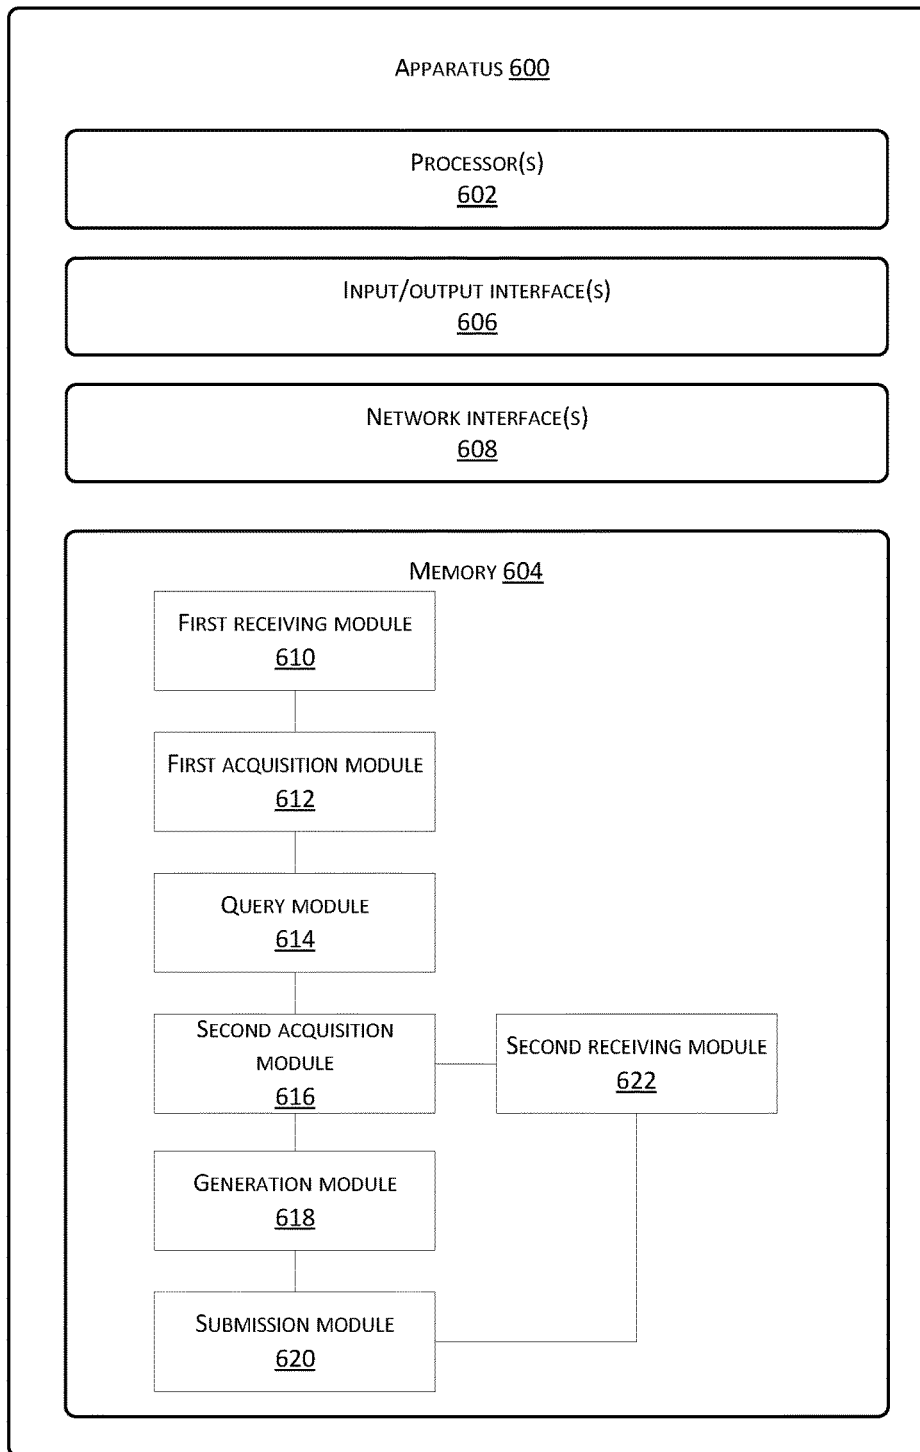 APPARATUS 600
PROCESSOR(S)
602
INPUT/OUTPUT INTERFACE(S)
606
NETWORK INTERFACE(S)
608
MEMORY 604
FIRST RECEIVING MODULE
610
FIRST ACQUISITION MODULE
612
QUERY MODULE
614
SECOND ACQUISITION
MODULE
616
SECOND RECEIVING MODULE
622
GENERATION MODULE
618
SUBMISSION MODULE
620